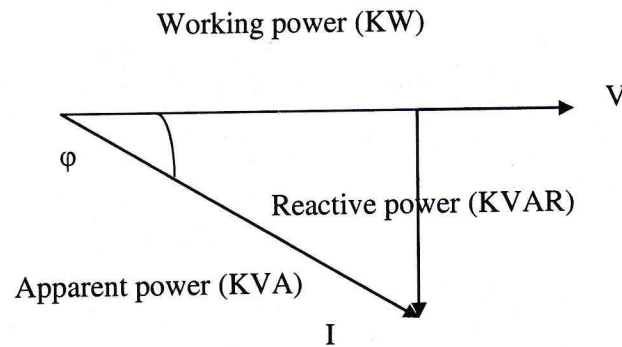 Working power (KW)
V
φ
Reactive power (KVAR)
Apparent power (KVA)
I